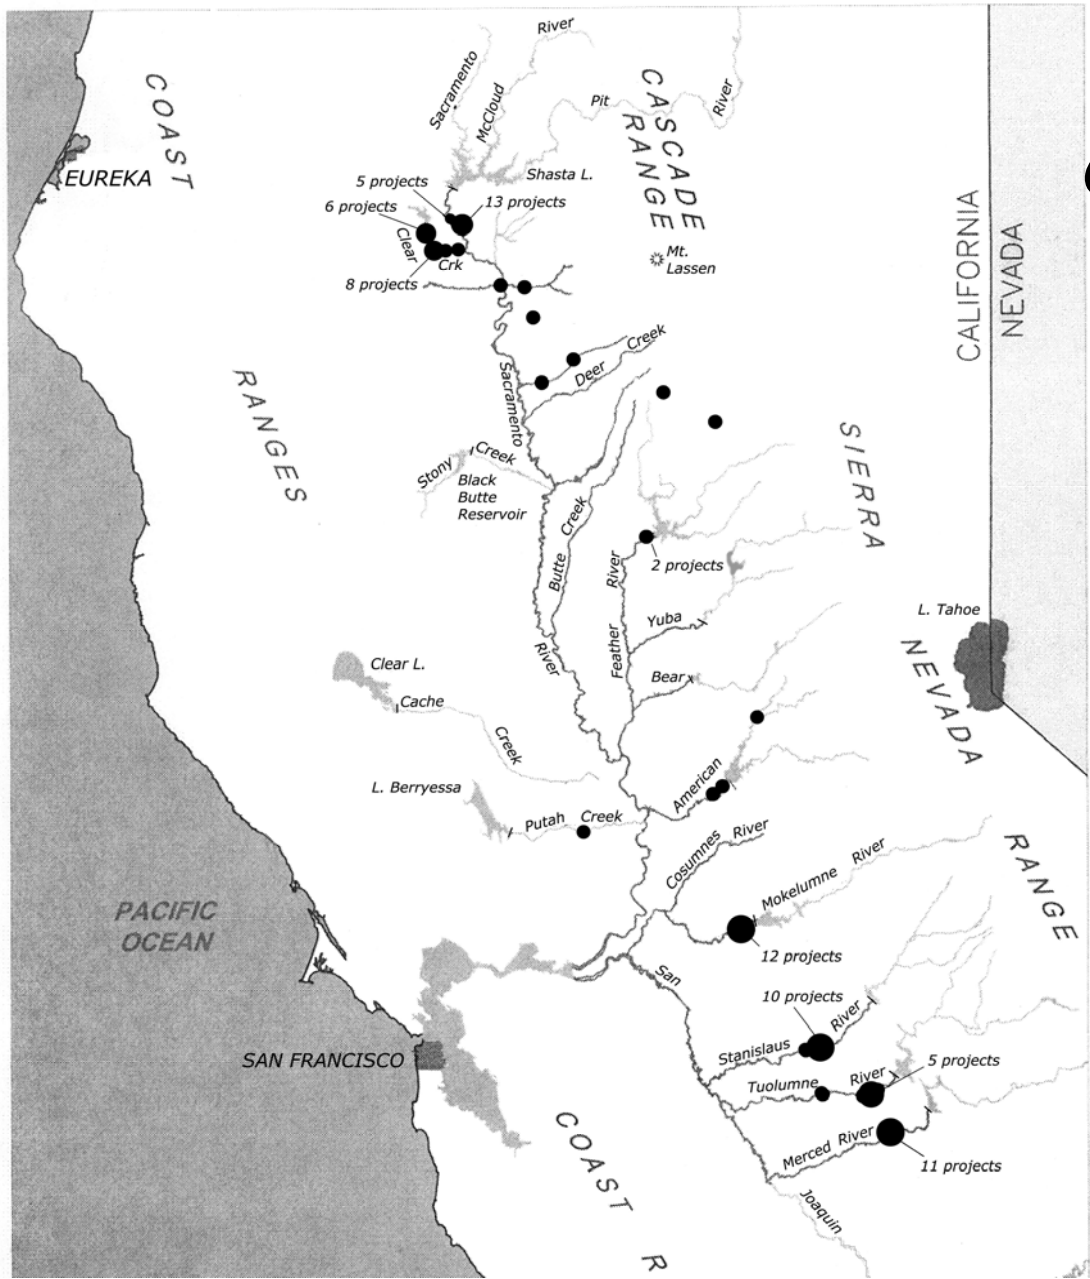 River
COAST
Sacramento
McCloud
CASCADE
RANGE
Pit
River
EUREKA
Shasta L.
5 projects
13 projects
6 projects
Clear
Crk
8 projects
Mt.
Lassen
CALIFORNIA
NEVADA
RANGES
Sacramento
Deer
Creek
SIERRA
Stony
Creek
Black
Butte
Reservoir
Butte
Creek
2 projects
Feather
River
Yuba
L. Tahoe
River
Bear
NEVADA
Clear L.
Cache
Creek
L. Berryessa
Putah
Creek
American
Cosumnes
River
Mokelumne
River
RANGE
PACIFIC
OCEAN
12 projects
San
10 projects
Stanislaus
River
SAN FRANCISCO
Tuolumne
River
5 projects
Merced River
11 projects
COAST
R
Joaquin